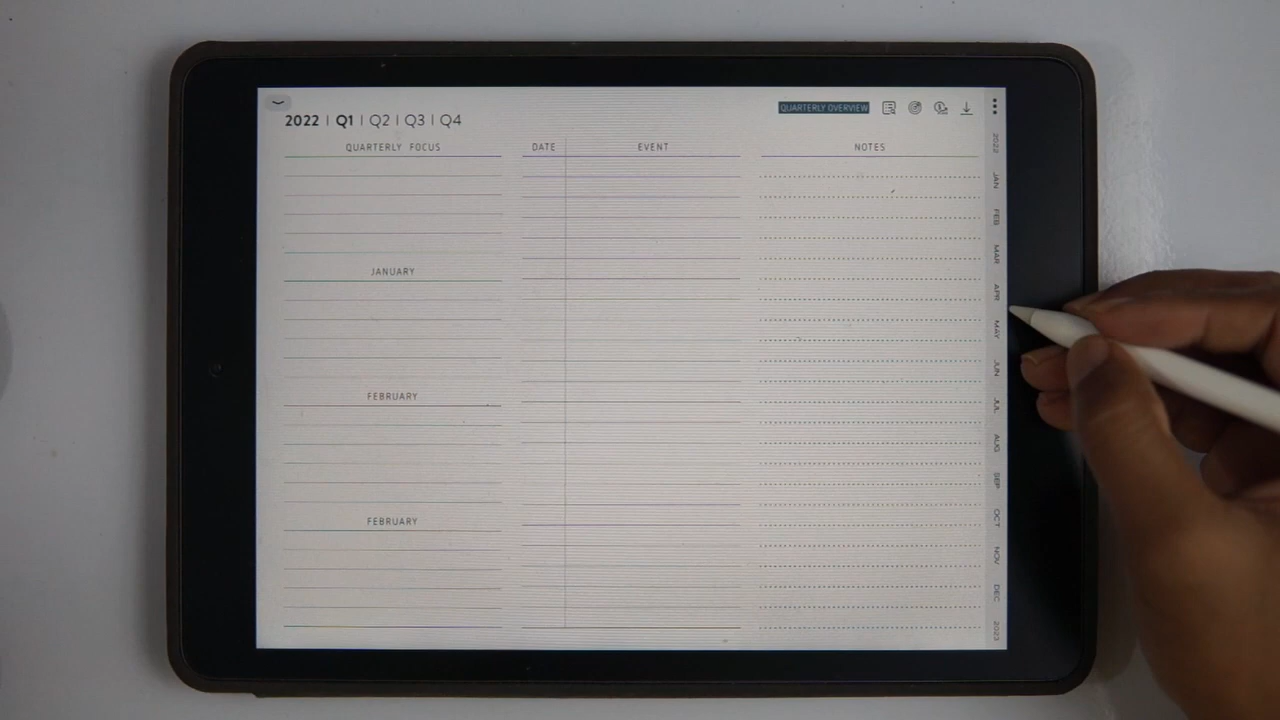 2022 | Q1 | Q2 | Q3 | Q4
QUARTERLY OVERVIEW
QUARTERLY FOCUS
DATE
EVENT
NOTES
JANUARY
FEBRUARY
FEBRUARY
2022
JAN
FEB
MAR
APR
MAY
JUN
JUL
AUG
SEP
OCT
NOV
DEC
2023